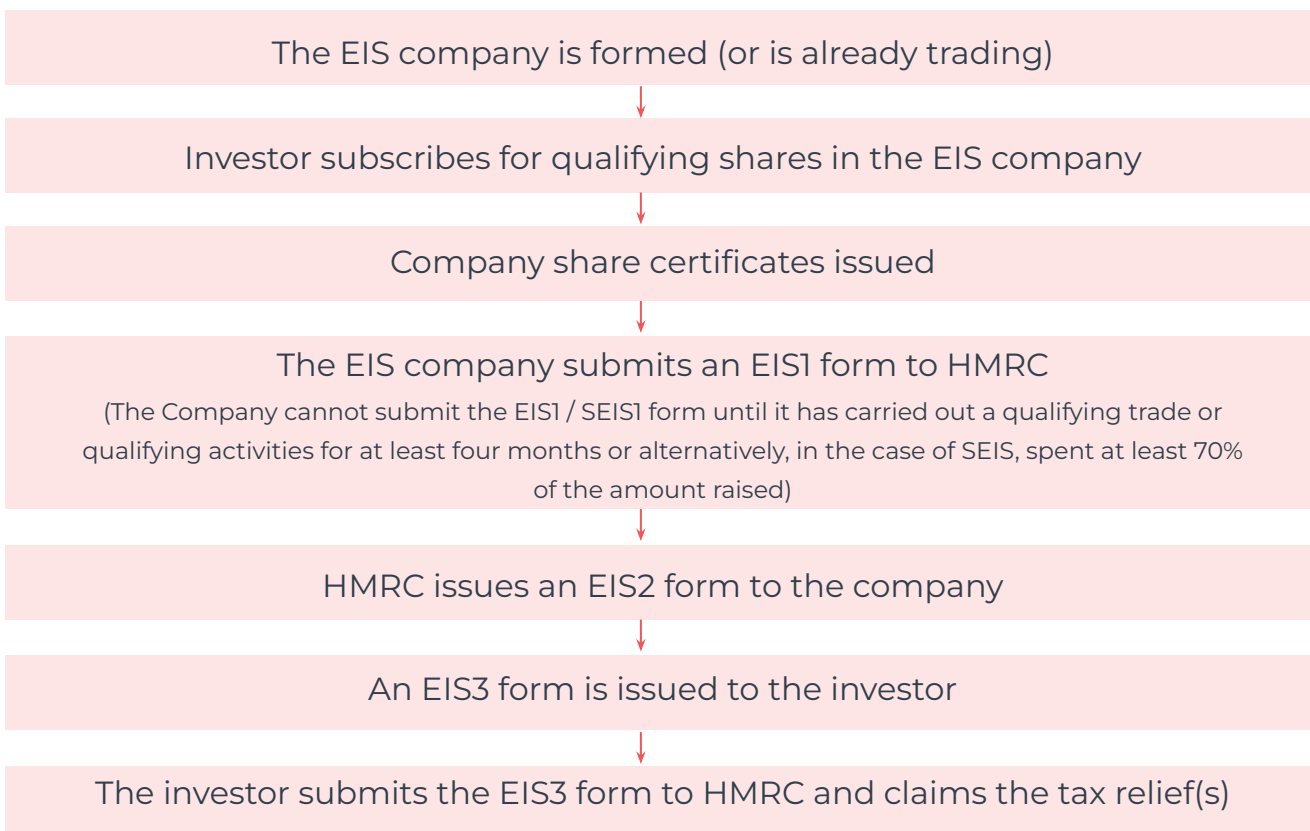 The EIS company is formed (or is already trading)
Investor subscribes for qualifying shares in the EIS company
Company share certificates issued
The EIS company submits an EIS1 form to HMRC
(The Company cannot submit the EIS1 / SEIS1 form until it has carried out a qualifying trade or
qualifying activities for at least four months or alternatively, in the case of SEIS, spent at least 70%
of the amount raised)
HMRC issues an EIS2 form to the company
An EIS3 form is issued to the investor
The investor submits the EIS3 form to HMRC and claims the tax relief(s)